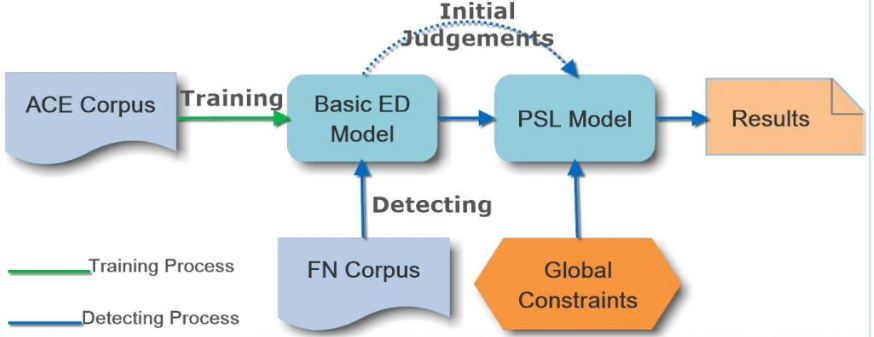 Initial
Judgements
ACE Corpus
Training
Basic ED
Model
PSL Model
Results
Detecting
FN Corpus
Global
Constraints
Training Process
Detecting Process